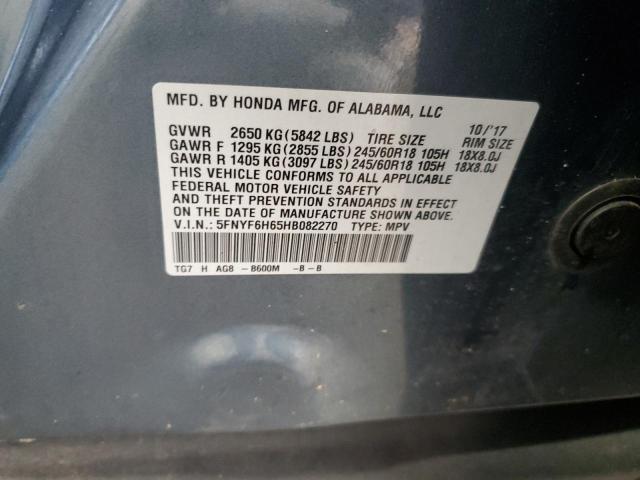 MFD. BY HONDA MFG. OF ALABAMA, LLC
10/'17
GVWR 2650 KG(5842 LBS) TIRE SIZE RIM SIZE
GAWR F 1295 KG(2855 LBS)245/60R18 105H 18X8.0J
GAWR R 1405 KG(3097 LBS)245/60R18 105H 18X8.0J
THIS VEHICLE CONFORMS TO ALL APPLICABLE
FEDERAL MOTOR VEHICLE SAFETY
AND THEFT PREVENTION STANDARDS IN EFFECT
ON THE DATE OF MANUFACTURE SHOWN ABOVE.
V.I.N.: 5FNYF6H65HB082270 TYPE: MPV
TG7 H AG8 -B600M -B-B